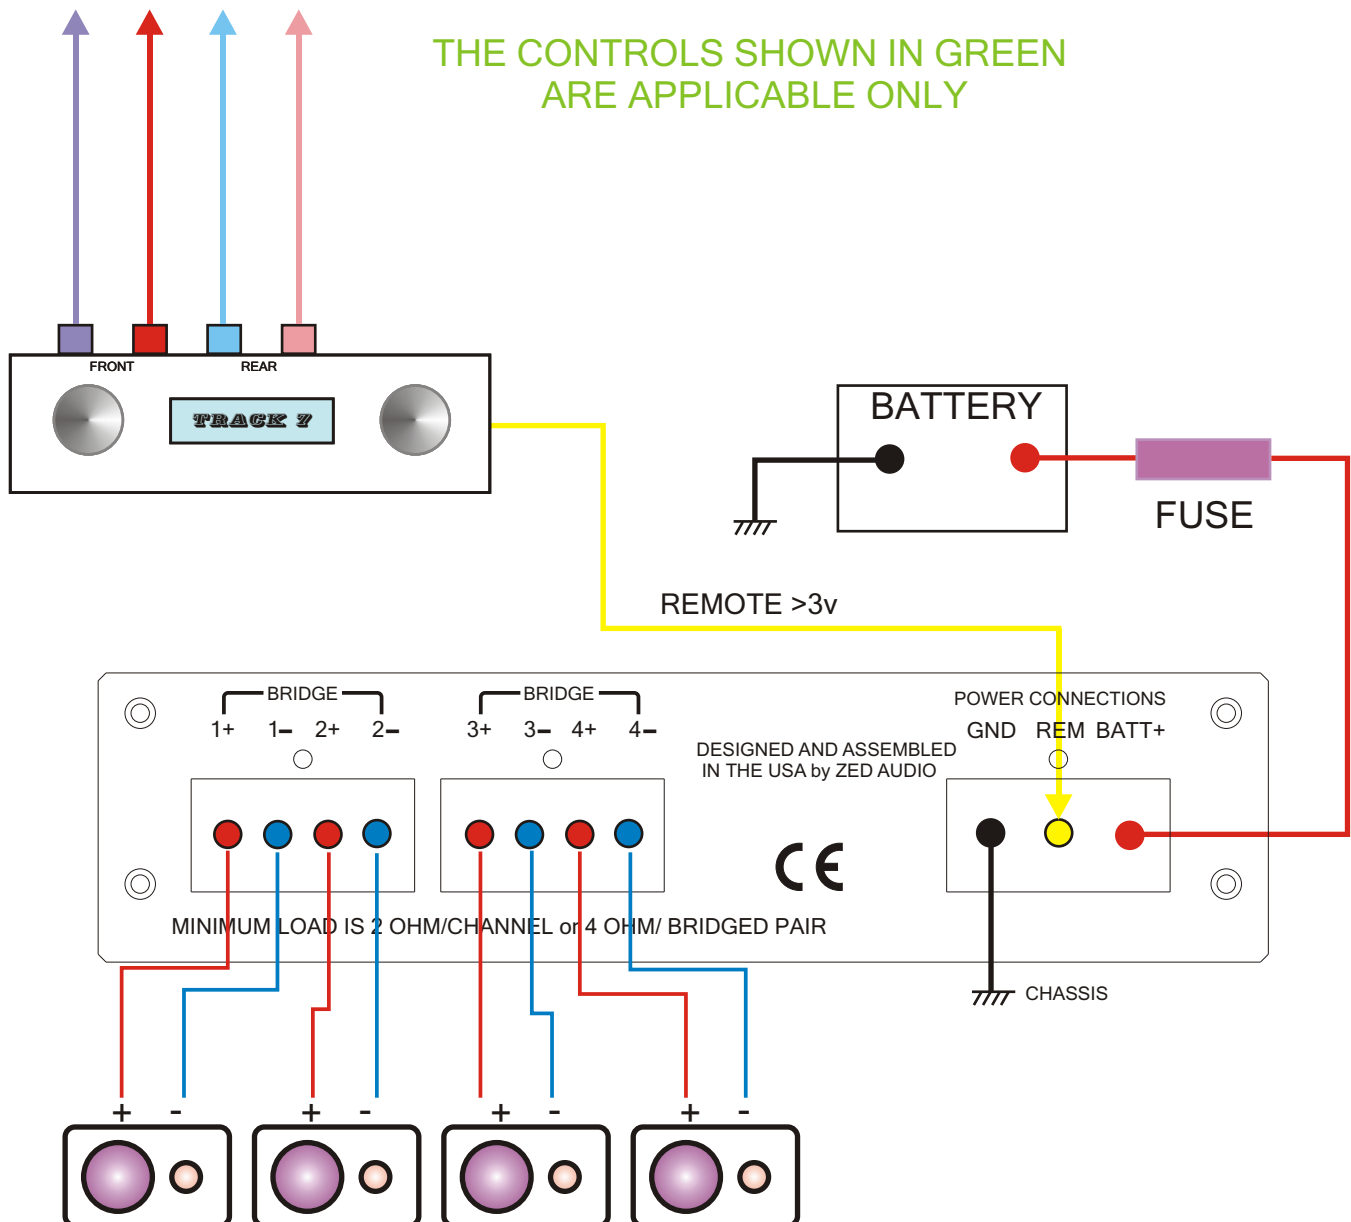 THE CONTROLS SHOWN IN GREEN
ARE APPLICABLE ONLY
FRONT REAR
TRACK 7
BATTERY
FUSE
REMOTE >3v
BRIDGE BRIDGE
1+ 1- 2+ 2- 3+ 3- 4+ 4-
POWER CONNECTIONS
GND REM BATT+
DESIGNED AND ASSEMBLED
IN THE USA by ZED AUDIO
CE
MINIMUM LOAD IS 2 OHM/CHANNEL or 4 OHM/ BRIDGED PAIR
CHASSIS
+ - + - + - + -